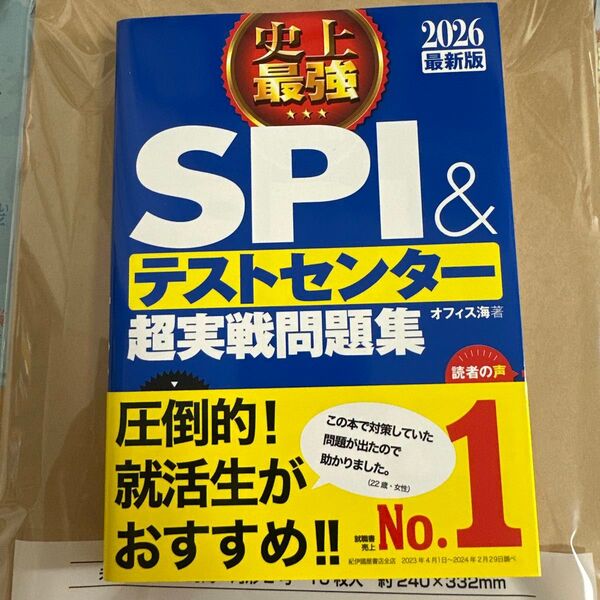 史上
最強
2026
最新版
SPI&
テストセンター
超実戦問題集
オフィス海著
読者の声
圧倒的!
就活生が
おすすめ!!
この本で対策していた
問題が出たので
助かりました。
(22歳・女性)
就職書
売上
No.1
紀伊國屋書店全店 2023年4月1日~2024年2月29日調べ
10枚入 約240×332mm